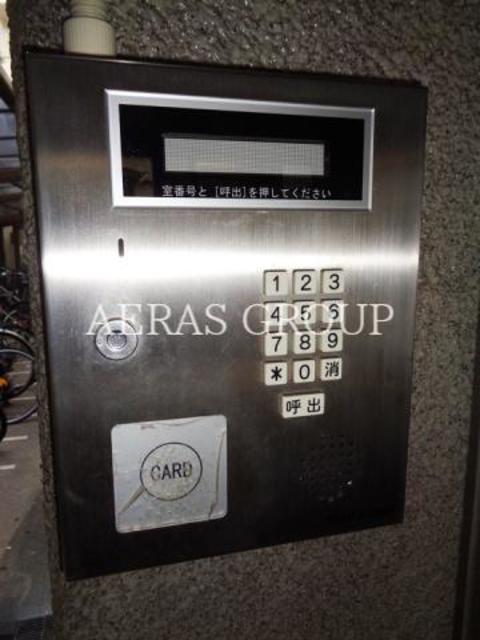 室番号と [呼出]を押してください
1 2 3
4 5 6
AERAS GROUP
7 8 9
* 0 消
呼出
CARD